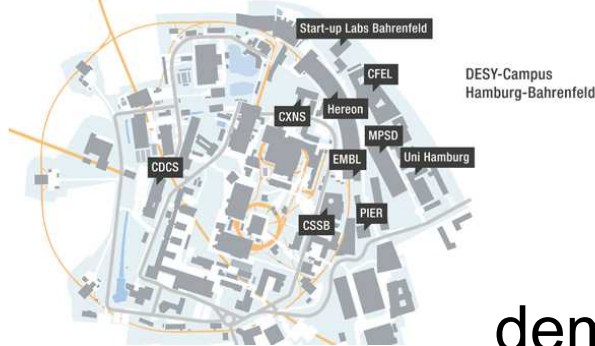 Start-up Labs Bahrenfeld
CFEL
DESY-Campus
Hamburg-Bahrenfeld
Hereon
CXNS
MPSD
EMBL
Uni Hamburg
CDCS
PIER
CSSB
den